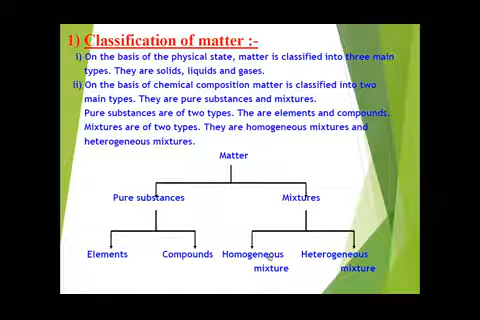 1) Classification of matter :-
i) On the basis of the physical state, matter is classified into three main
types. They are solids, liquids and gases.
ii) On the basis of chemical composition matter is classified into two
main types. They are pure substances and mixtures.
Pure substances are of two types. The are elements and compounds.
Mixtures are of two types. They are homogeneous mixtures and
heterogeneous mixtures.
Matter
Pure substances Mixtures
Elements Compounds Homogeneous Heterogeneous
mixture mixture